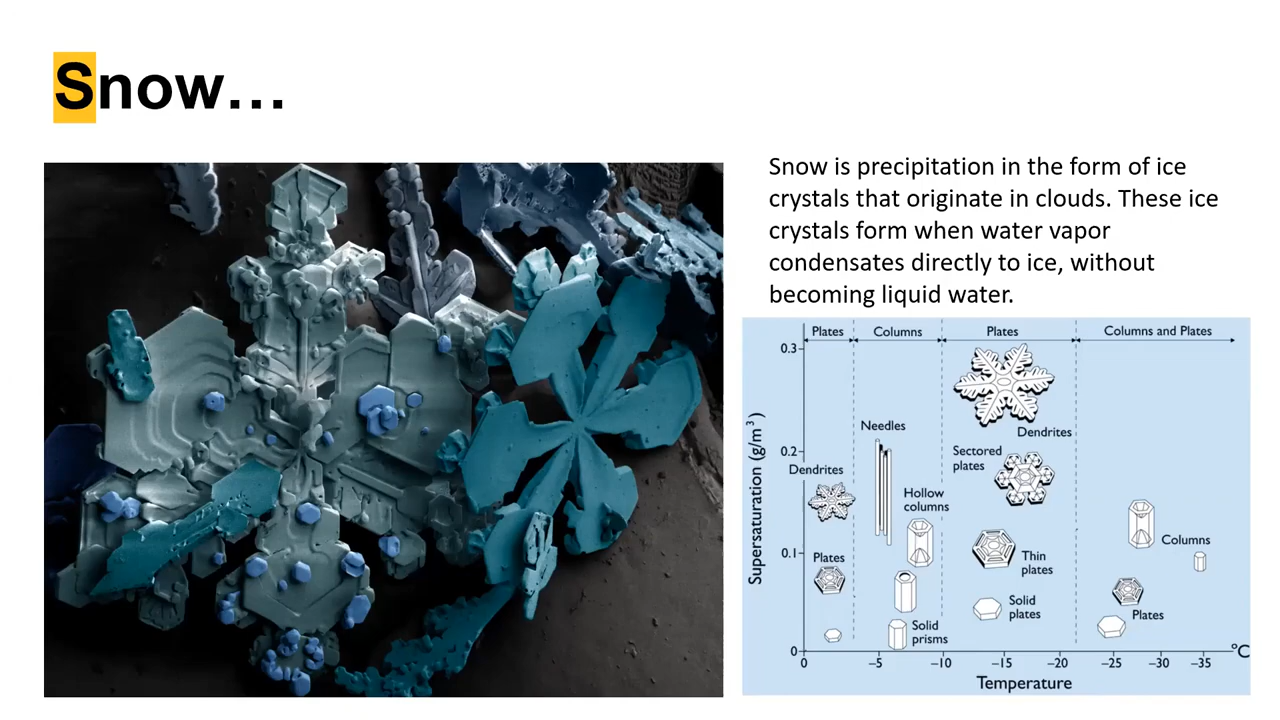 Snow…
Snow is precipitation in the form of ice
crystals that originate in clouds. These ice
crystals form when water vapor
condensates directly to ice, without
becoming liquid water.
Plates
Columns
Plates
Columns and Plates
0.3
0.2
0.1
0
Supersaturation (g/m³)
Dendrites
Plates
Needles
Hollow
columns
Solid
prisms
Dendrites
Sectored
plates
Thin
plates
Solid
plates
Columns
Plates
0 −5 −10 −15 −20 −25 −30 −35 °C
Temperature